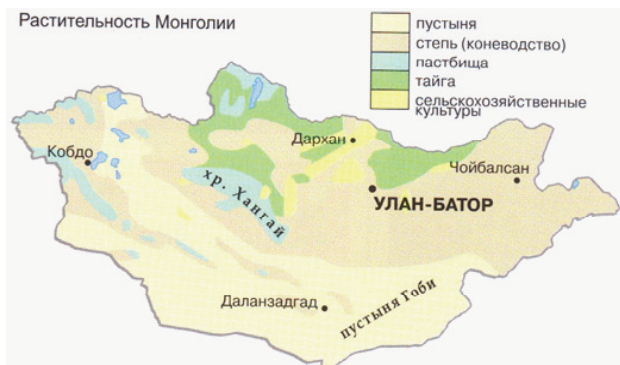 Растительность Монголии
пустыня
степь (коневодство)
пастбища
тайга
сельскохозяйственные
культуры
Дархан
Кобдо
Чойбалсан
хр. Хангай
УЛАН-БАТОР
Даланзадгад
пустыня Гоби